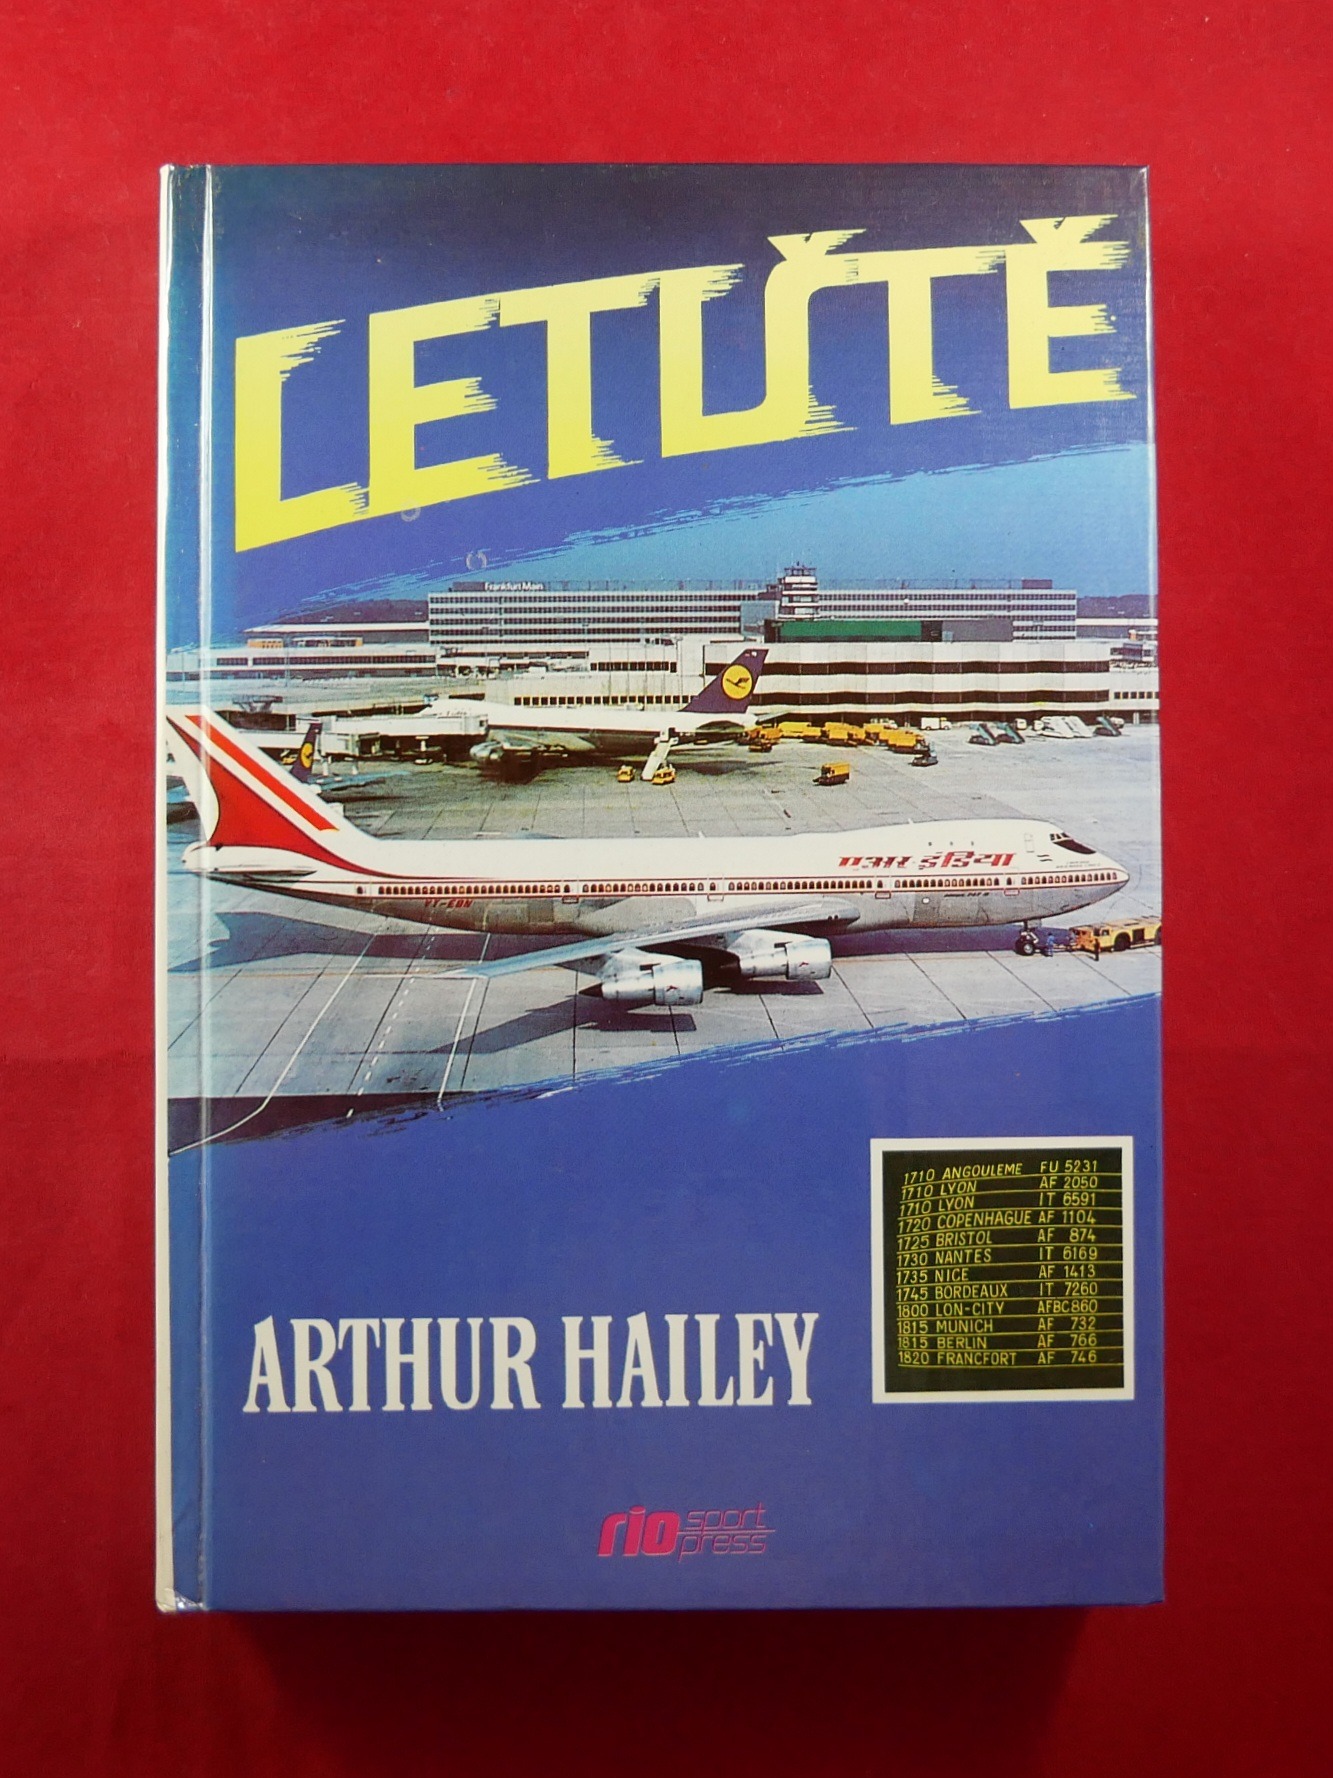 LETIŠTĚ
Frankfurt Main
एअर इंडिया
VT-EBN
1710 ANGOULEME FU 5231
1710 LYON AF 2050
1710 LYON IT 6591
1720 COPENHAGUE AF 1104
1725 BRISTOL AF 874
1730 NANTES IT 6169
1735 NICE AF 1413
1745 BORDEAUX IT 7260
1800 LON-CITY AFBC860
1815 MUNICH AF 732
1815 BERLIN AF 766
1820 FRANCFORT AF 746
ARTHUR HAILEY
rio sport
press